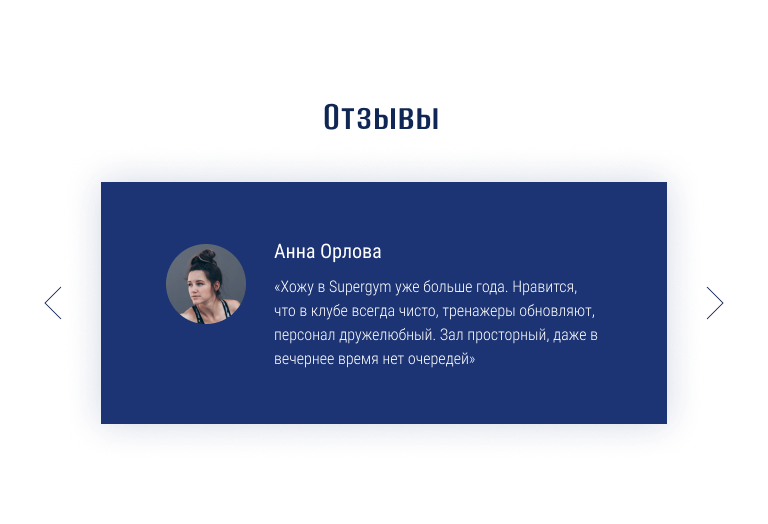 Отзывы
Анна Орлова
«Хожу в Supergym уже больше года. Нравится,
что в клубе всегда чисто, тренажеры обновляют,
персонал дружелюбный. Зал просторный, даже в
вечернее время нет очередей»